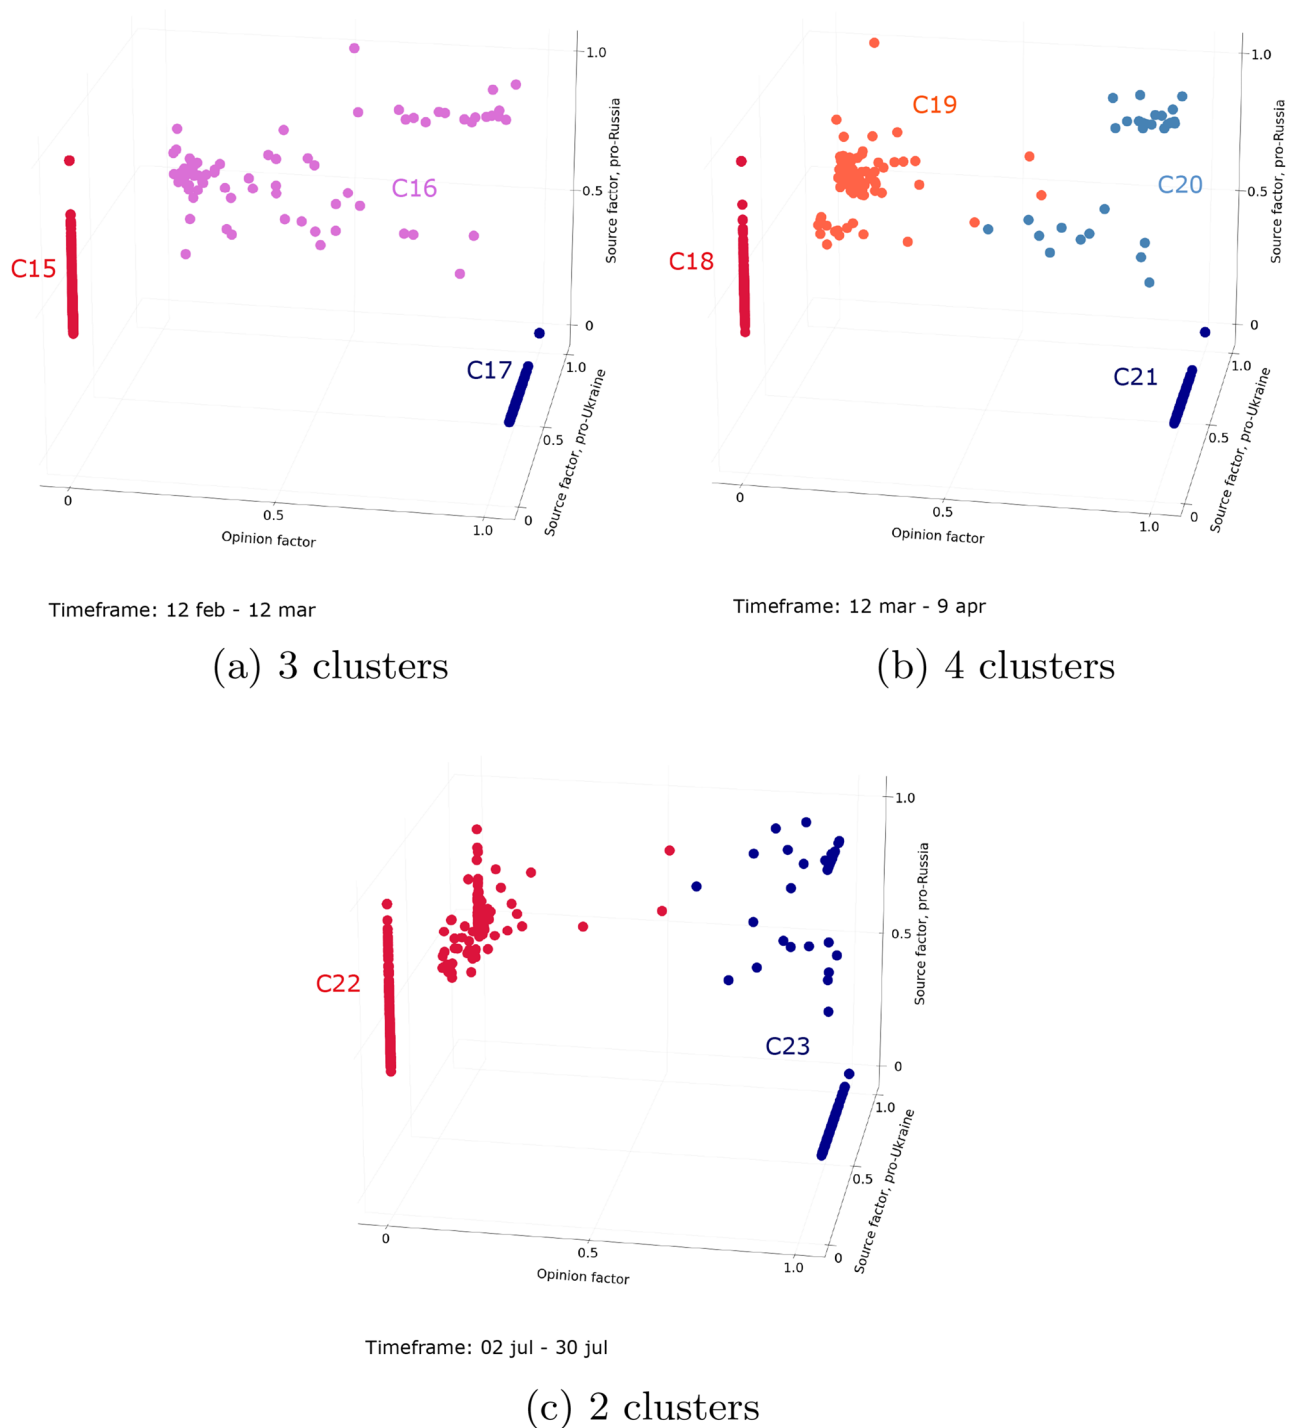 1.0
C16
0.5
Source factor, pro-Russia
C15
0
C17
1.0
0.5
Source factor, pro-Ukraine
0
0
0.5
1.0
Opinion factor
Timeframe: 12 feb - 12 mar
(a) 3 clusters
1.0
C19
C20
0.5
Source factor, pro-Russia
C18
0
C21
1.0
0.5
Source factor, pro-Ukraine
0
0
0.5
1.0
Opinion factor
Timeframe: 12 mar - 9 apr
(b) 4 clusters
1.0
0.5
Source factor, pro-Russia
C22
C23
0
1.0
0.5
Source factor, pro-Ukraine
0
0
0.5
1.0
Opinion factor
Timeframe: 02 jul - 30 jul
(c) 2 clusters